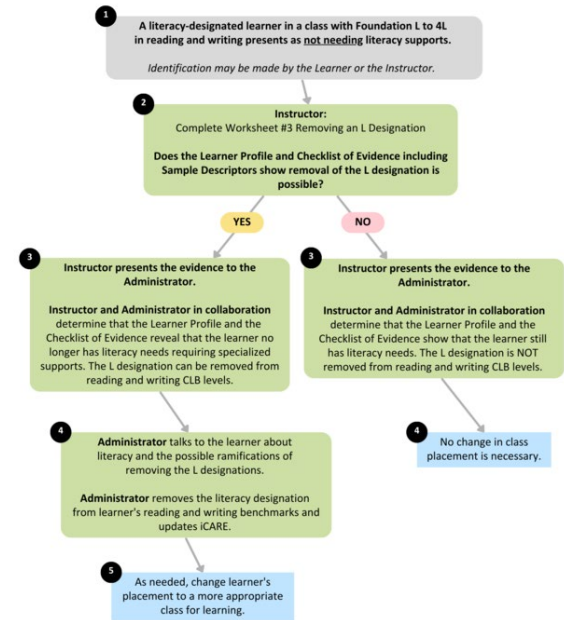 1
A literacy-designated learner in a class with Foundation L to 4L
in reading and writing presents as not needing literacy supports.
Identification may be made by the Learner or the Instructor.
2
Instructor:
Complete Worksheet #3 Removing an L Designation
Does the Learner Profile and Checklist of Evidence including
Sample Descriptors show removal of the L designation is
possible?
YES
NO
3
Instructor presents the evidence to the
Administrator.
Instructor and Administrator in collaboration
determine that the Learner Profile and the
Checklist of Evidence reveal that the learner no
longer has literacy needs requiring specialized
supports. The L designation can be removed from
reading and writing CLB levels.
3
Instructor presents the evidence to the
Administrator.
Instructor and Administrator in collaboration
determine that the Learner Profile and the
Checklist of Evidence show that the learner still
has literacy needs. The L designation is NOT
removed from reading and writing CLB levels.
4
Administrator talks to the learner about
literacy and the possible ramifications of
removing the L designations.
Administrator removes the literacy designation
from learner's reading and writing benchmarks and
updates iCARE.
4
No change in class
placement is necessary.
5
As needed, change learner's
placement to a more appropriate
class for learning.